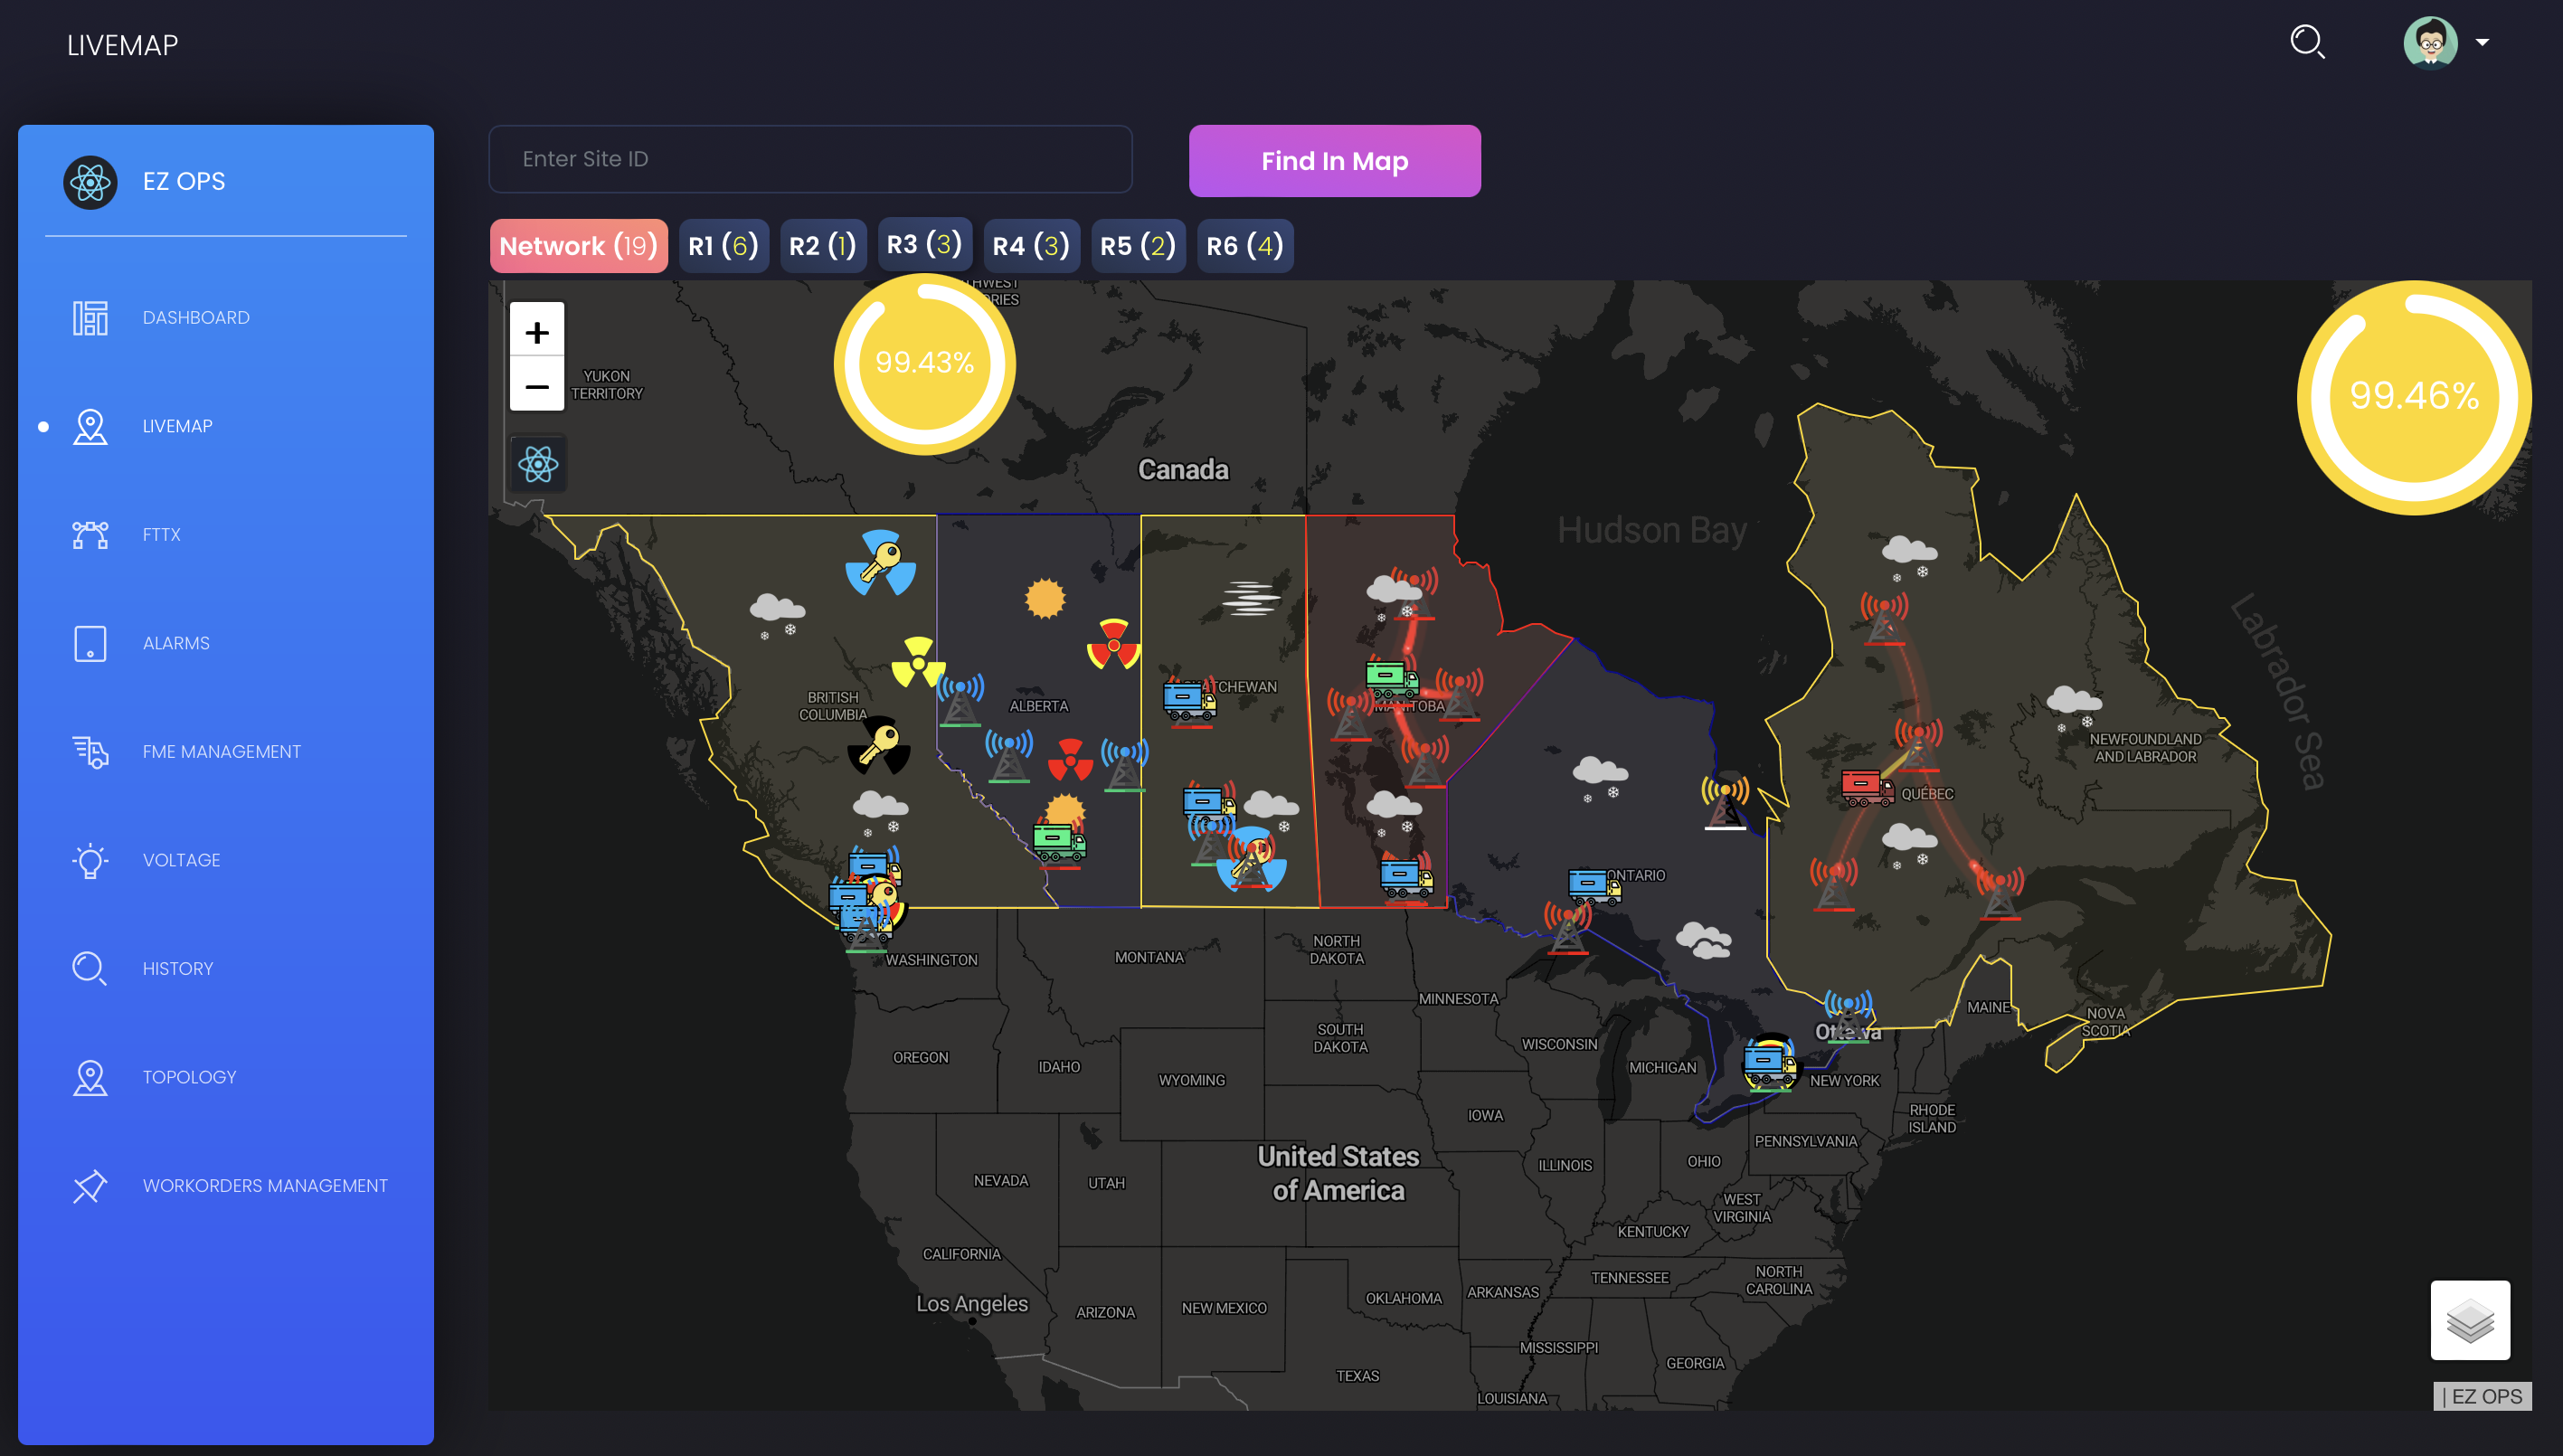 LIVEMAP
EZ OPS
DASHBOARD
LIVEMAP
FTTX
ALARMS
FME MANAGEMENT
VOLTAGE
HISTORY
TOPOLOGY
WORKORDERS MANAGEMENT
Enter Site ID
Find In Map
Network (19)
R1 (6)
R2 (1)
R3 (3)
R4 (3)
R5 (2)
R6 (4)
+
−
99.43%
99.46%
YUKON
TERRITORY
Canada
Hudson Bay
Labrador Sea
BRITISH
COLUMBIA
ALBERTA
QUÉBEC
NEWFOUNDLAND
AND LABRADOR
ONTARIO
Ottawa
WASHINGTON
MONTANA
NORTH
DAKOTA
MINNESOTA
MAINE
NOVA
SCOTIA
OREGON
IDAHO
SOUTH
DAKOTA
WISCONSIN
MICHIGAN
NEW YORK
WYOMING
IOWA
RHODE
ISLAND
PENNSYLVANIA
United States
of America
NEVADA
UTAH
ILLINOIS
OHIO
WEST
VIRGINIA
KENTUCKY
CALIFORNIA
TENNESSEE
NORTH
CAROLINA
Los Angeles
ARIZONA
NEW MEXICO
OKLAHOMA
ARKANSAS
MISSISSIPPI
GEORGIA
TEXAS
LOUISIANA
| EZ OPS